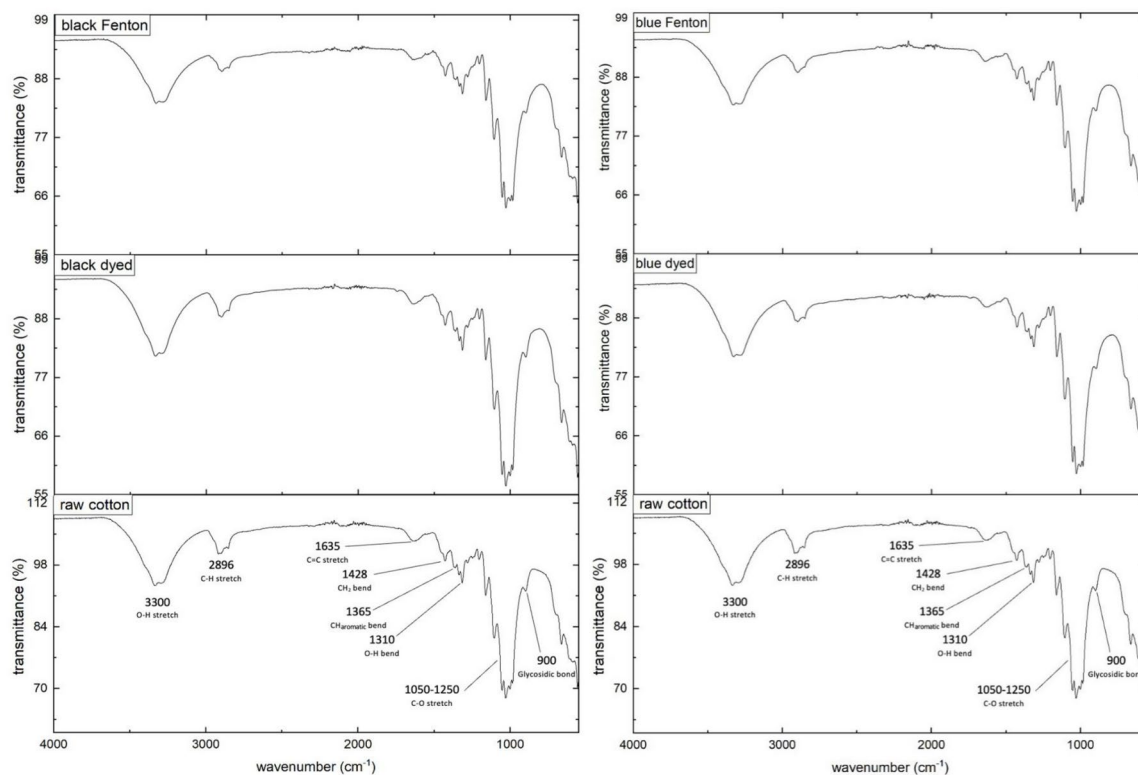 black Fenton
99
88
77
66
55
transmittance (%)
black dyed
99
88
77
66
55
transmittance (%)
raw cotton
112
98
84
70
transmittance (%)
3300
O-H stretch
2896
C-H stretch
1635
C=C stretch
1428
CH₂ bend
1365
CHaromatic bend
1310
O-H bend
1050-1250
C-O stretch
900
Glycosidic bond
4000 3000 2000 1000
wavenumber (cm⁻¹)
blue Fenton
99
88
77
66
55
transmittance (%)
blue dyed
99
88
77
66
55
transmittance (%)
raw cotton
112
98
84
70
transmittance (%)
3300
O-H stretch
2896
C-H stretch
1635
C=C stretch
1428
CH₂ bend
1365
CHaromatic bend
1310
O-H bend
1050-1250
C-O stretch
900
Glycosidic bon
4000 3000 2000 1000
wavenumber (cm⁻¹)